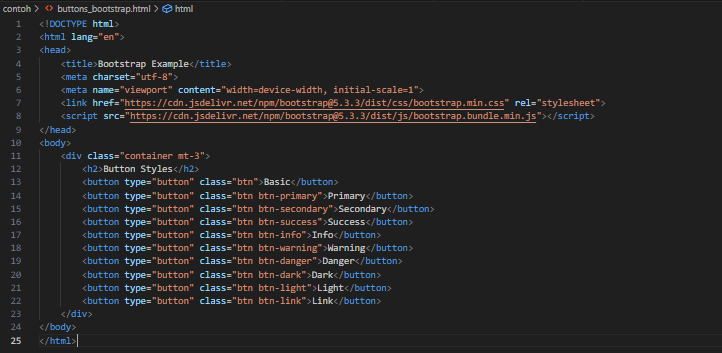 contoh > buttons_bootstrap.html > html
1 <!DOCTYPE html>
2 <html lang="en">
3 <head>
4 <title>Bootstrap Example</title>
5 <meta charset="utf-8">
6 <meta name="viewport" content="width=device-width, initial-scale=1">
7 <link href="https://cdn.jsdelivr.net/npm/bootstrap@5.3.3/dist/css/bootstrap.min.css" rel="stylesheet">
8 <script src="https://cdn.jsdelivr.net/npm/bootstrap@5.3.3/dist/js/bootstrap.bundle.min.js"></script>
9 </head>
10 <body>
11 <div class="container mt-3">
12 <h2>Button Styles</h2>
13 <button type="button" class="btn">Basic</button>
14 <button type="button" class="btn btn-primary">Primary</button>
15 <button type="button" class="btn btn-secondary">Secondary</button>
16 <button type="button" class="btn btn-success">Success</button>
17 <button type="button" class="btn btn-info">Info</button>
18 <button type="button" class="btn btn-warning">Warning</button>
19 <button type="button" class="btn btn-danger">Danger</button>
20 <button type="button" class="btn btn-dark">Dark</button>
21 <button type="button" class="btn btn-light">Light</button>
22 <button type="button" class="btn btn-link">Link</button>
23 </div>
24 </body>
25 </html>